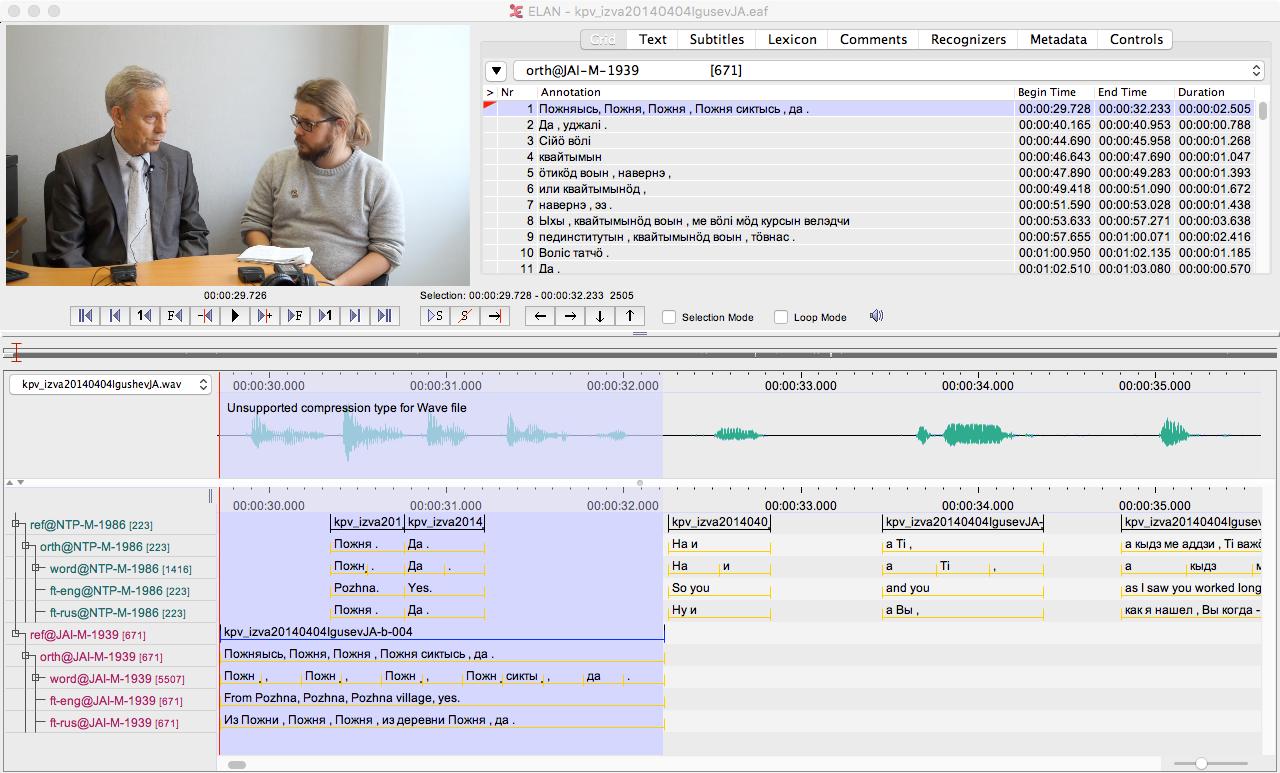 ELAN - kpv_izva20140404IgusevJA.eaf
Grid Text Subtitles Lexicon Comments Recognizers Metadata Controls
orth@JAI-M-1939 [671]
> Nr Annotation Begin Time End Time Duration
1 Пожняысь, Пожня, Пожня , Пожня сиктысь , да . 00:00:29.728 00:00:32.233 00:00:02.505
2 Да , уджалі . 00:00:40.165 00:00:40.953 00:00:00.788
3 Сійӧ вӧлі 00:00:44.690 00:00:45.958 00:00:01.268
4 квайтымын 00:00:46.643 00:00:47.690 00:00:01.047
5 ӧтикӧд воын , навернэ , 00:00:47.890 00:00:49.283 00:00:01.393
6 или квайтымынӧд , 00:00:49.418 00:00:51.090 00:00:01.672
7 навернэ , эз . 00:00:51.590 00:00:53.028 00:00:01.438
8 Ыхы , квайтымынӧд воын , ме вӧлі мӧд курсын велэдчи 00:00:53.633 00:00:57.271 00:00:03.638
9 пединститутын , квайтымынӧд воын , тӧвнас . 00:00:57.655 00:01:00.071 00:00:02.416
10 Воліс татчӧ . 00:01:00.950 00:01:02.135 00:00:01.185
11 Да . 00:01:02.510 00:01:03.080 00:00:00.570
00:00:29.726 Selection: 00:00:29.728 - 00:00:32.233 2505
1 F S F 1 S S Selection Mode Loop Mode
kpv_izva20140404IgushevJA.wav 00:00:30.000 00:00:31.000 00:00:32.000 00:00:33.000 00:00:34.000 00:00:35.000
Unsupported compression type for Wave file
00:00:30.000 00:00:31.000 00:00:32.000 00:00:33.000 00:00:34.000 00:00:35.000
ref@NTP-M-1986 [223] kpv_izva201 kpv_izva2014 kpv_izva2014040 kpv_izva20140404IgusevJA- kpv_izva20140404Igusev
orth@NTP-M-1986 [223] Пожня . Да . На и а Ті , а кыдз ме аддзи , Ті важӧ
word@NTP-M-1986 [1416] Пожн . Да . На и а Ті , а кыдз м
ft-eng@NTP-M-1986 [223] Pozhna. Yes. So you and you as I saw you worked long
ft-rus@NTP-M-1986 [223] Пожня . Да . Ну и а Вы , как я нашел , Вы когда -
ref@JAI-M-1939 [671] kpv_izva20140404IgusevJA-b-004
orth@JAI-M-1939 [671] Пожняысь, Пожня, Пожня , Пожня сиктысь , да .
word@JAI-M-1939 [5507] Пожн , Пожн , Пожн , Пожн сикты , да .
ft-eng@JAI-M-1939 [671] From Pozhna, Pozhna, Pozhna village, yes.
ft-rus@JAI-M-1939 [671] Из Пожни , Пожня , Пожня , из деревни Пожня , да .